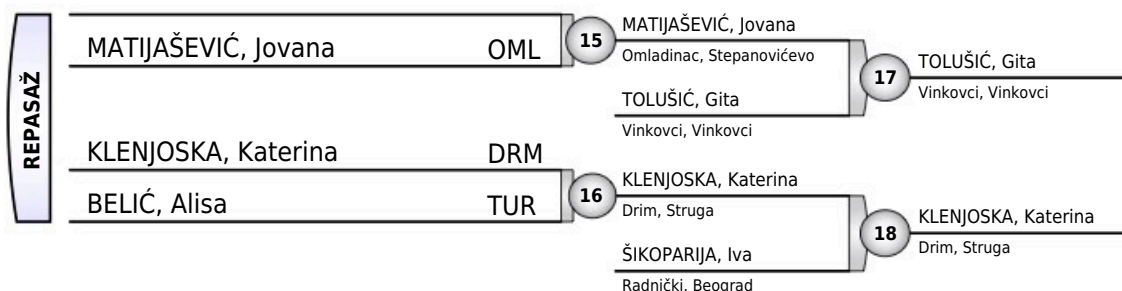 REPASAŽ
MATIJAŠEVIĆ, Jovana OML
KLENJOSKA, Katerina DRM
BELIĆ, Alisa TUR
15
16
MATIJAŠEVIĆ, Jovana
Omladinac, Stepanovićevo
TOLUŠIĆ, Gita
Vinkovci, Vinkovci
KLENJOSKA, Katerina
Drim, Struga
ŠIKOPARIJA, Iva
Radnički, Beograd
17
18
TOLUŠIĆ, Gita
Vinkovci, Vinkovci
KLENJOSKA, Katerina
Drim, Struga